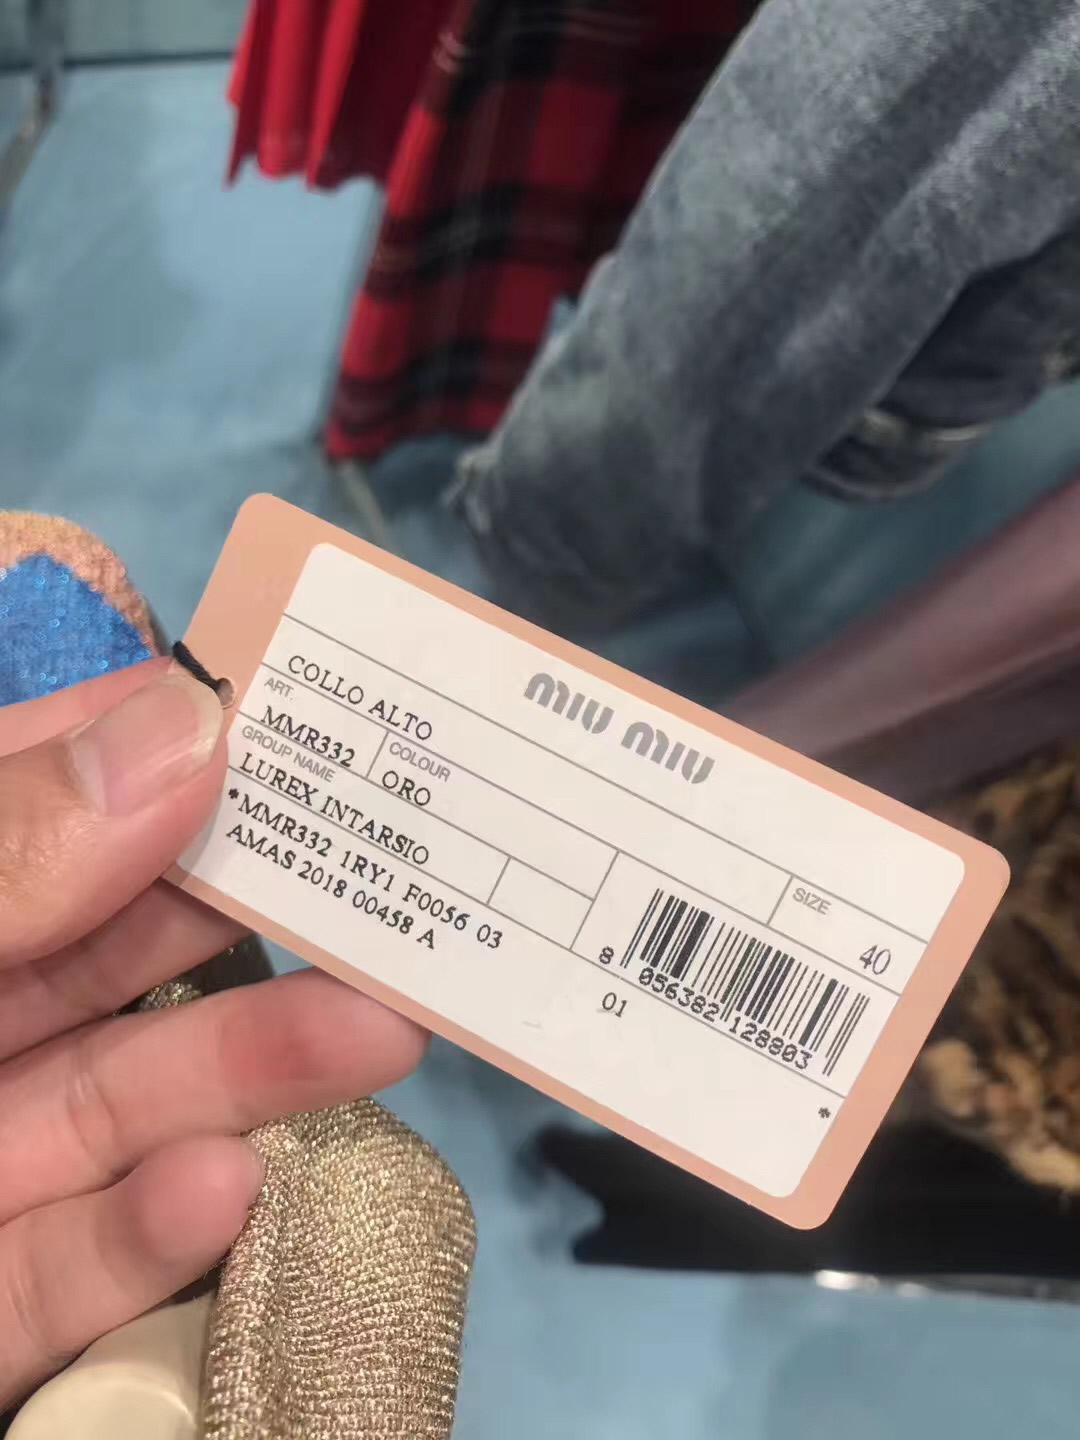 miu miu
COLLO ALTO
ART.
MMR332
COLOUR
ORO
SIZE
40
GROUP NAME
LUREX INTARSIO
*MMR332 1RY1 F0056 03
AMAS 2018 00458 A
8 056382 128803
01
*